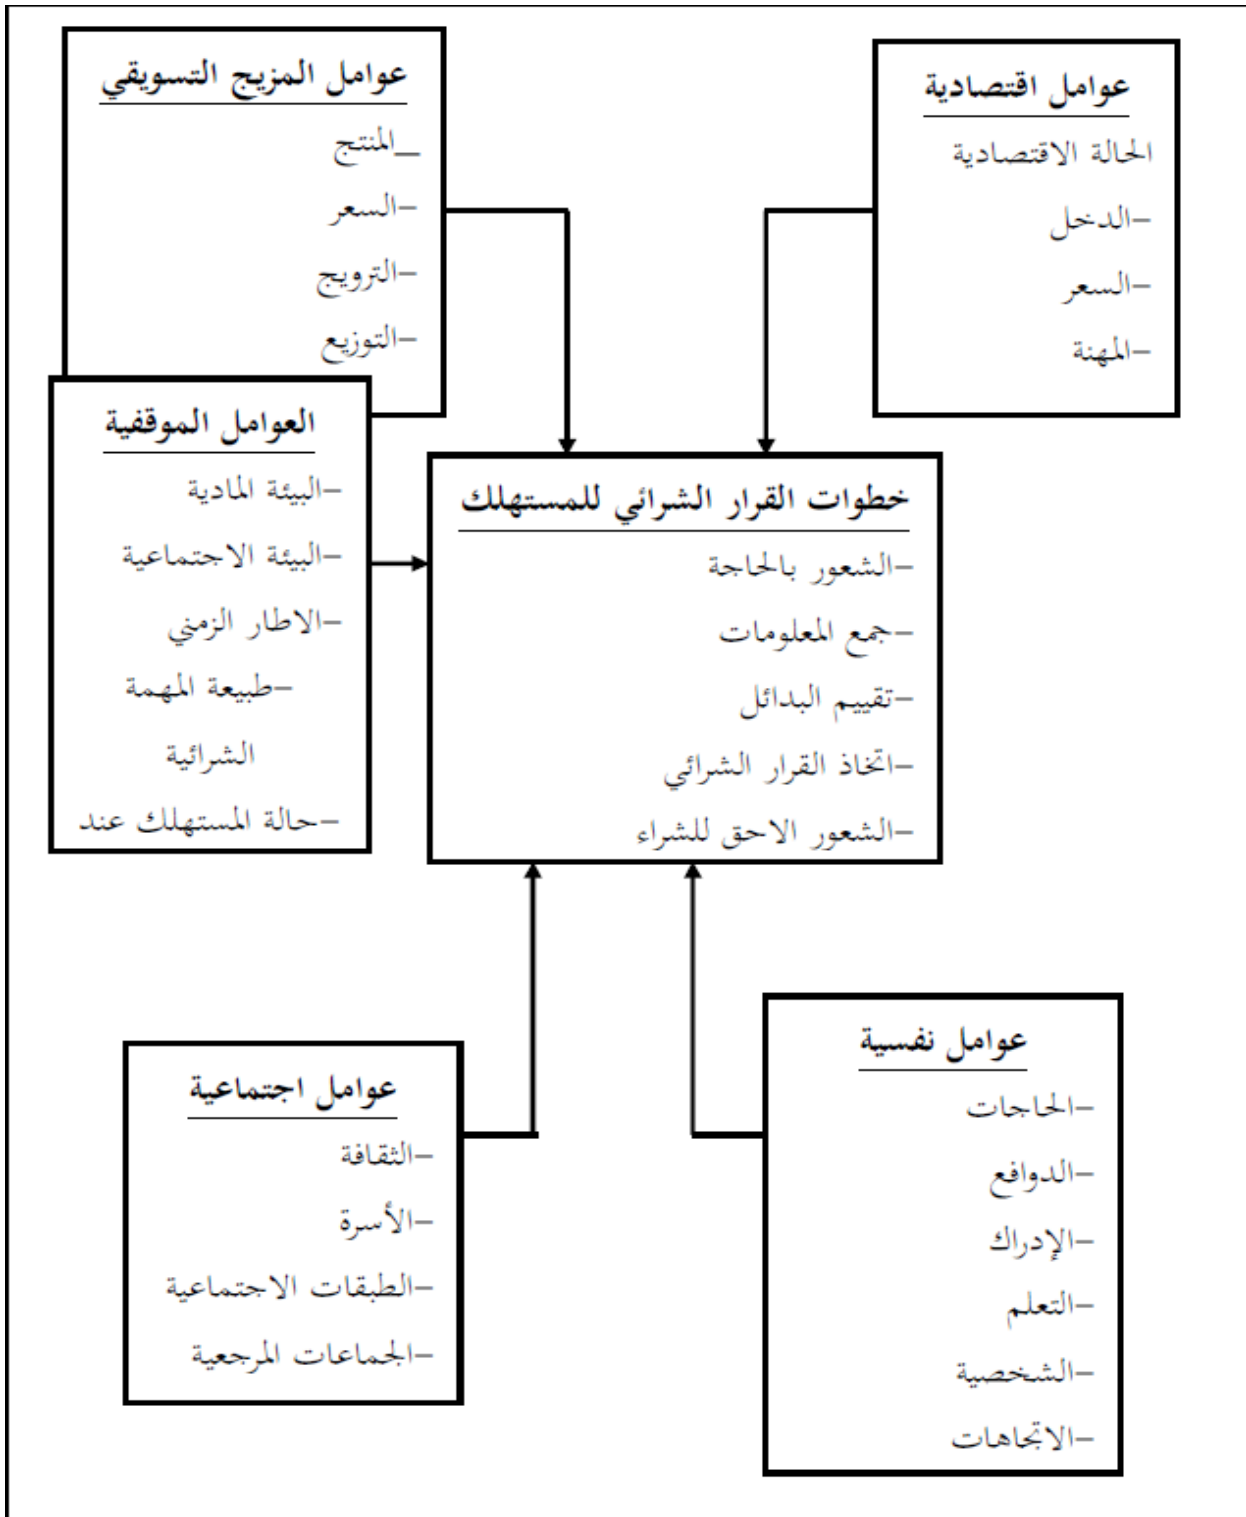 عوامل اقتصادية
الحالة الاقتصادية
–الدخل
–السعر
–المهنة
عوامل المزيج التسويقي
_المنتج
–السعر
–الترويج
–التوزيع
العوامل الموقفية
–البيئة المادية
–البيئة الاجتماعية
–الاطار الزمني
–طبيعة المهمة
الشرائية
–حالة المستهلك عند
خطوات القرار الشرائي للمستهلك
–الشعور بالحاجة
–جمع المعلومات
–تقييم البدائل
–اتخاذ القرار الشرائي
–الشعور الاحق للشراء
عوامل نفسية
–الحاجات
–الدوافع
–الإدراك
–التعلم
–الشخصية
–الاتجاهات
عوامل اجتماعية
–الثقافة
–الأسرة
–الطبقات الاجتماعية
–الجماعات المرجعية